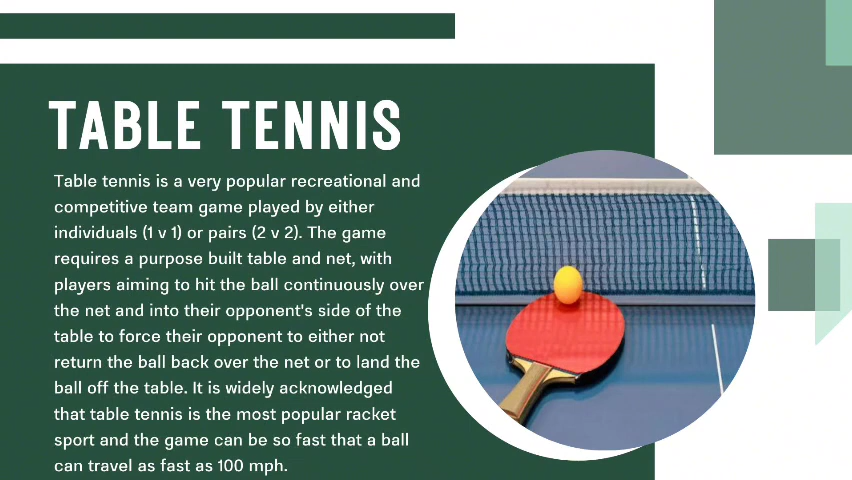 TABLE TENNIS
Table tennis is a very popular recreational and
competitive team game played by either
individuals (1 v 1) or pairs (2 v 2). The game
requires a purpose built table and net, with
players aiming to hit the ball continuously over
the net and into their opponent's side of the
table to force their opponent to either not
return the ball back over the net or to land the
ball off the table. It is widely acknowledged
that table tennis is the most popular racket
sport and the game can be so fast that a ball
can travel as fast as 100 mph.